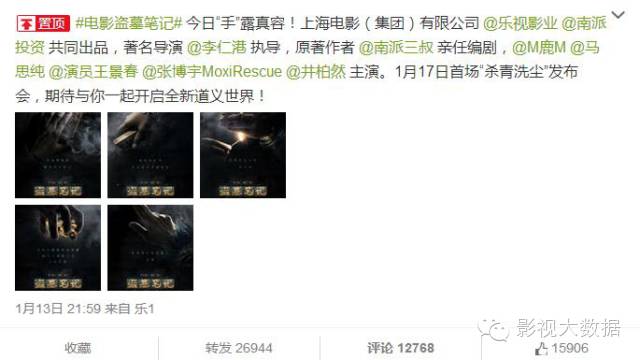 置顶 #电影盗墓笔记# 今日“手”露真容！上海电影（集团）有限公司 @乐视影业 @南派
投资 共同出品，著名导演 @李仁港 执导，原著作者 @南派三叔 亲任编剧，@M鹿M @马
思纯 @演员王景春 @张博宇MoxiRescue @井柏然 主演。1月17日首场“杀青洗尘”发布
会，期待与你一起开启全新道义世界！
盗墓笔记
盗墓笔记
盗墓笔记
盗墓笔记
盗墓笔记
1月13日 21:59 来自 乐1
收藏 转发 26944 评论 12768 15906
影视大数据